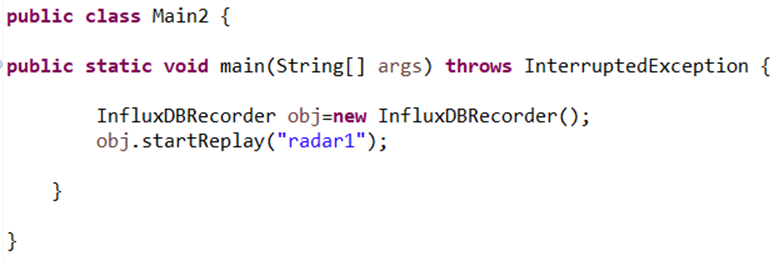 public class Main2 {
public static void main(String[] args) throws InterruptedException {
InfluxDBRecorder obj=new InfluxDBRecorder();
obj.startReplay("radar1");
}
}